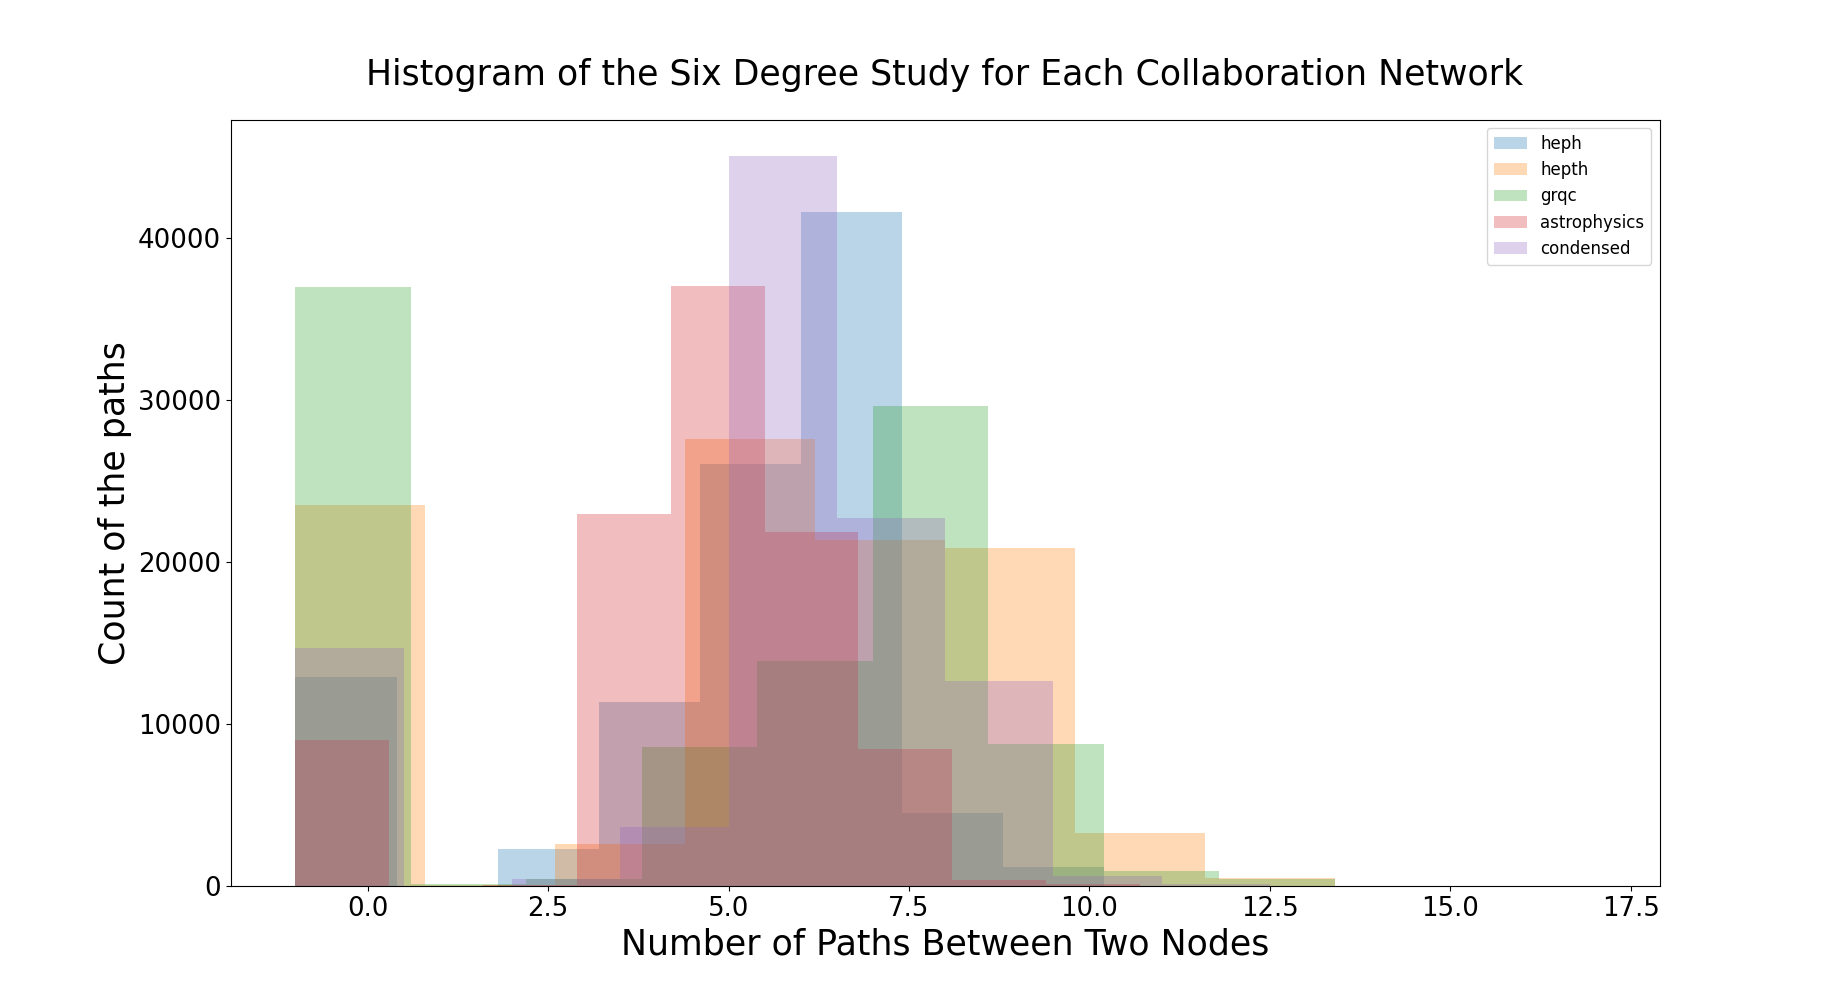 Histogram of the Six Degree Study for Each Collaboration Network
heph
hepth
grqc
astrophysics
condensed
Count of the paths
40000
30000
20000
10000
0
0.0 2.5 5.0 7.5 10.0 12.5 15.0 17.5
Number of Paths Between Two Nodes